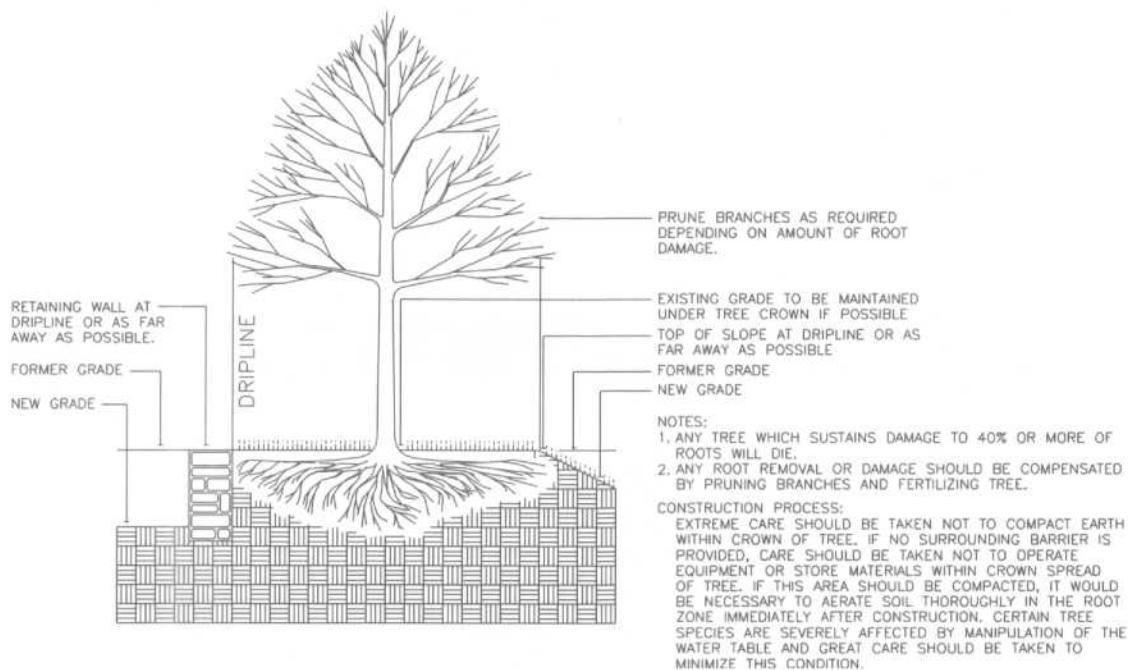 RETAINING WALL AT
DRIPLINE OR AS FAR
AWAY AS POSSIBLE.
FORMER GRADE
NEW GRADE
DRIPLINE
PRUNE BRANCHES AS REQUIRED
DEPENDING ON AMOUNT OF ROOT
DAMAGE.
EXISTING GRADE TO BE MAINTAINED
UNDER TREE CROWN IF POSSIBLE
TOP OF SLOPE AT DRIPLINE OR AS
FAR AWAY AS POSSIBLE
FORMER GRADE
NEW GRADE
NOTES:
1. ANY TREE WHICH SUSTAINS DAMAGE TO 40% OR MORE OF
ROOTS WILL DIE.
2. ANY ROOT REMOVAL OR DAMAGE SHOULD BE COMPENSATED
BY PRUNING BRANCHES AND FERTILIZING TREE.
CONSTRUCTION PROCESS:
EXTREME CARE SHOULD BE TAKEN NOT TO COMPACT EARTH
WITHIN CROWN OF TREE. IF NO SURROUNDING BARRIER IS
PROVIDED, CARE SHOULD BE TAKEN NOT TO OPERATE
EQUIPMENT OR STORE MATERIALS WITHIN CROWN SPREAD
OF TREE. IF THIS AREA SHOULD BE COMPACTED, IT WOULD
BE NECESSARY TO AERATE SOIL THOROUGHLY IN THE ROOT
ZONE IMMEDIATELY AFTER CONSTRUCTION. CERTAIN TREE
SPECIES ARE SEVERELY AFFECTED BY MANIPULATION OF THE
WATER TABLE AND GREAT CARE SHOULD BE TAKEN TO
MINIMIZE THIS CONDITION.